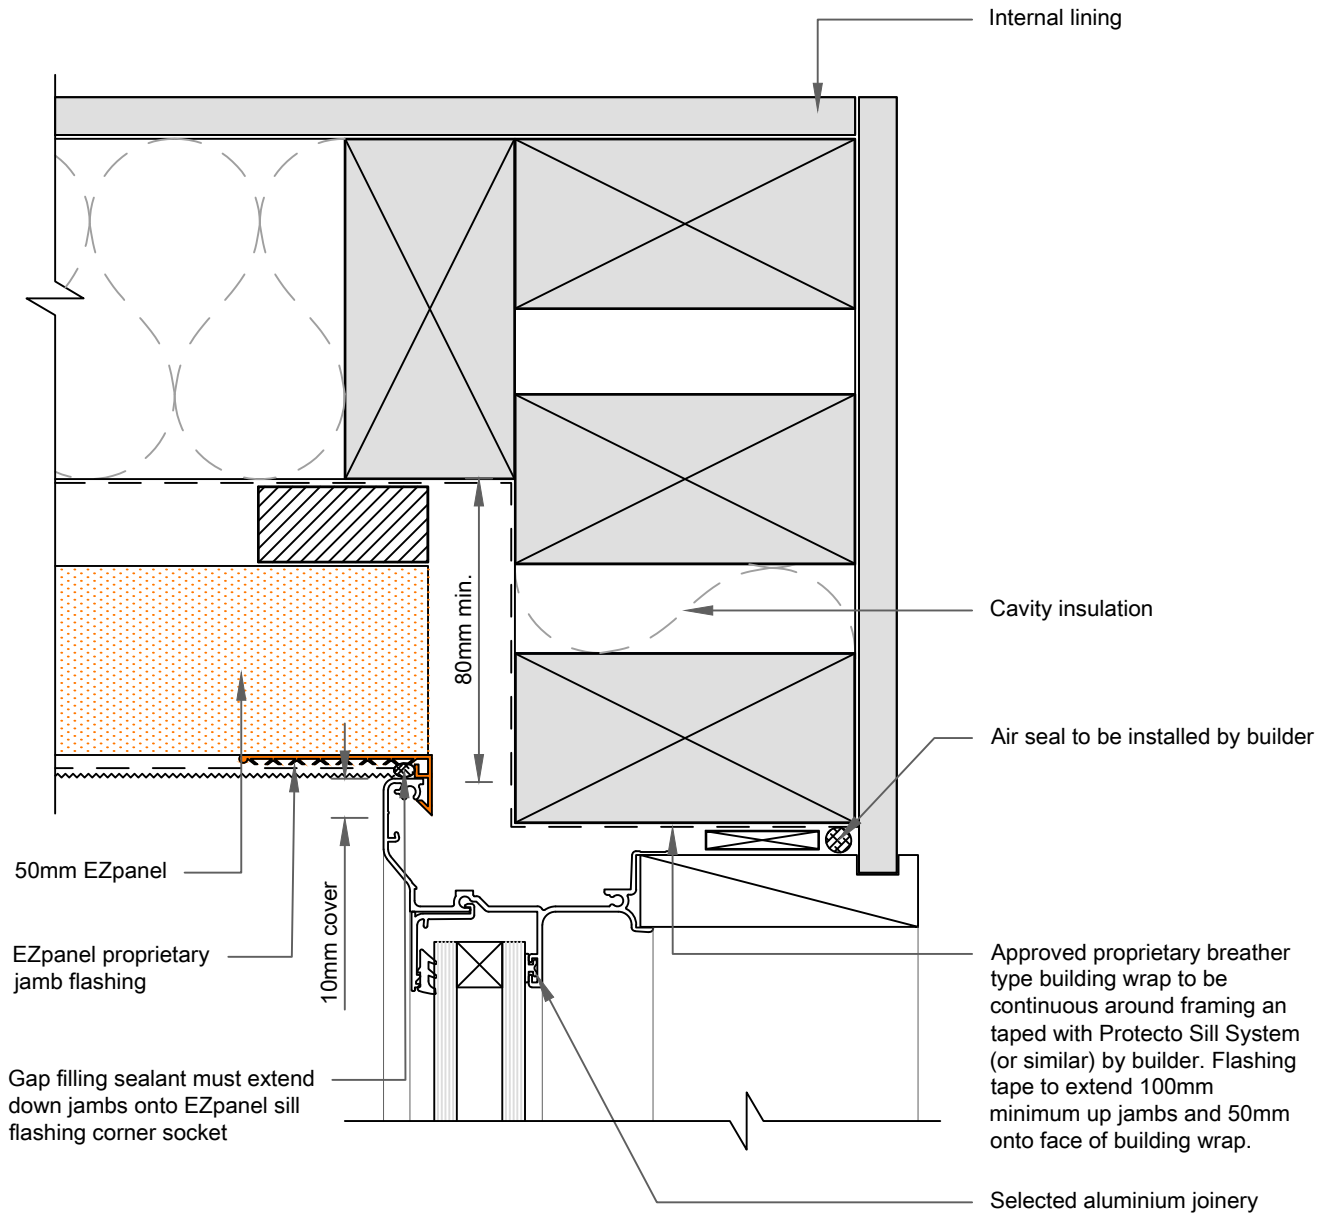 Internal lining
80mm min.
Cavity insulation
Air seal to be installed by builder
50mm EZpanel
10mm cover
EZpanel proprietary
jamb flashing
Approved proprietary breather
type building wrap to be
continuous around framing an
taped with Protecto Sill System
(or similar) by builder. Flashing
tape to extend 100mm
minimum up jambs and 50mm
onto face of building wrap.
Gap filling sealant must extend
down jambs onto EZpanel sill
flashing corner socket
Selected aluminium joinery